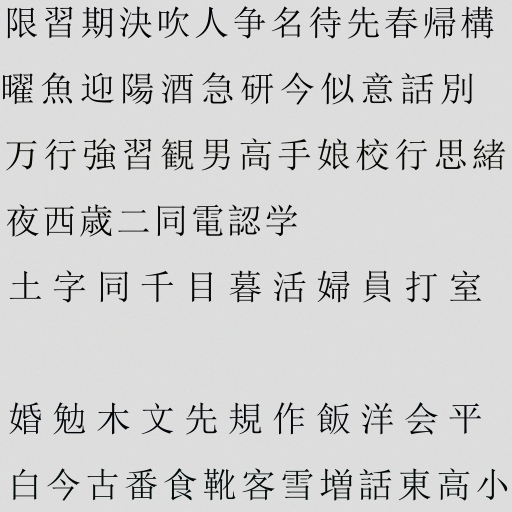 限習期決吹人争名待先春帰構
曜魚迎陽酒急研今似意話別
万行強習観男高手娘校行思緒
夜西歳二同電認学
土字同千目暮活婦員打室
婚勉木文先規作飯洋会平
白今古番食靴客雪増話東高小